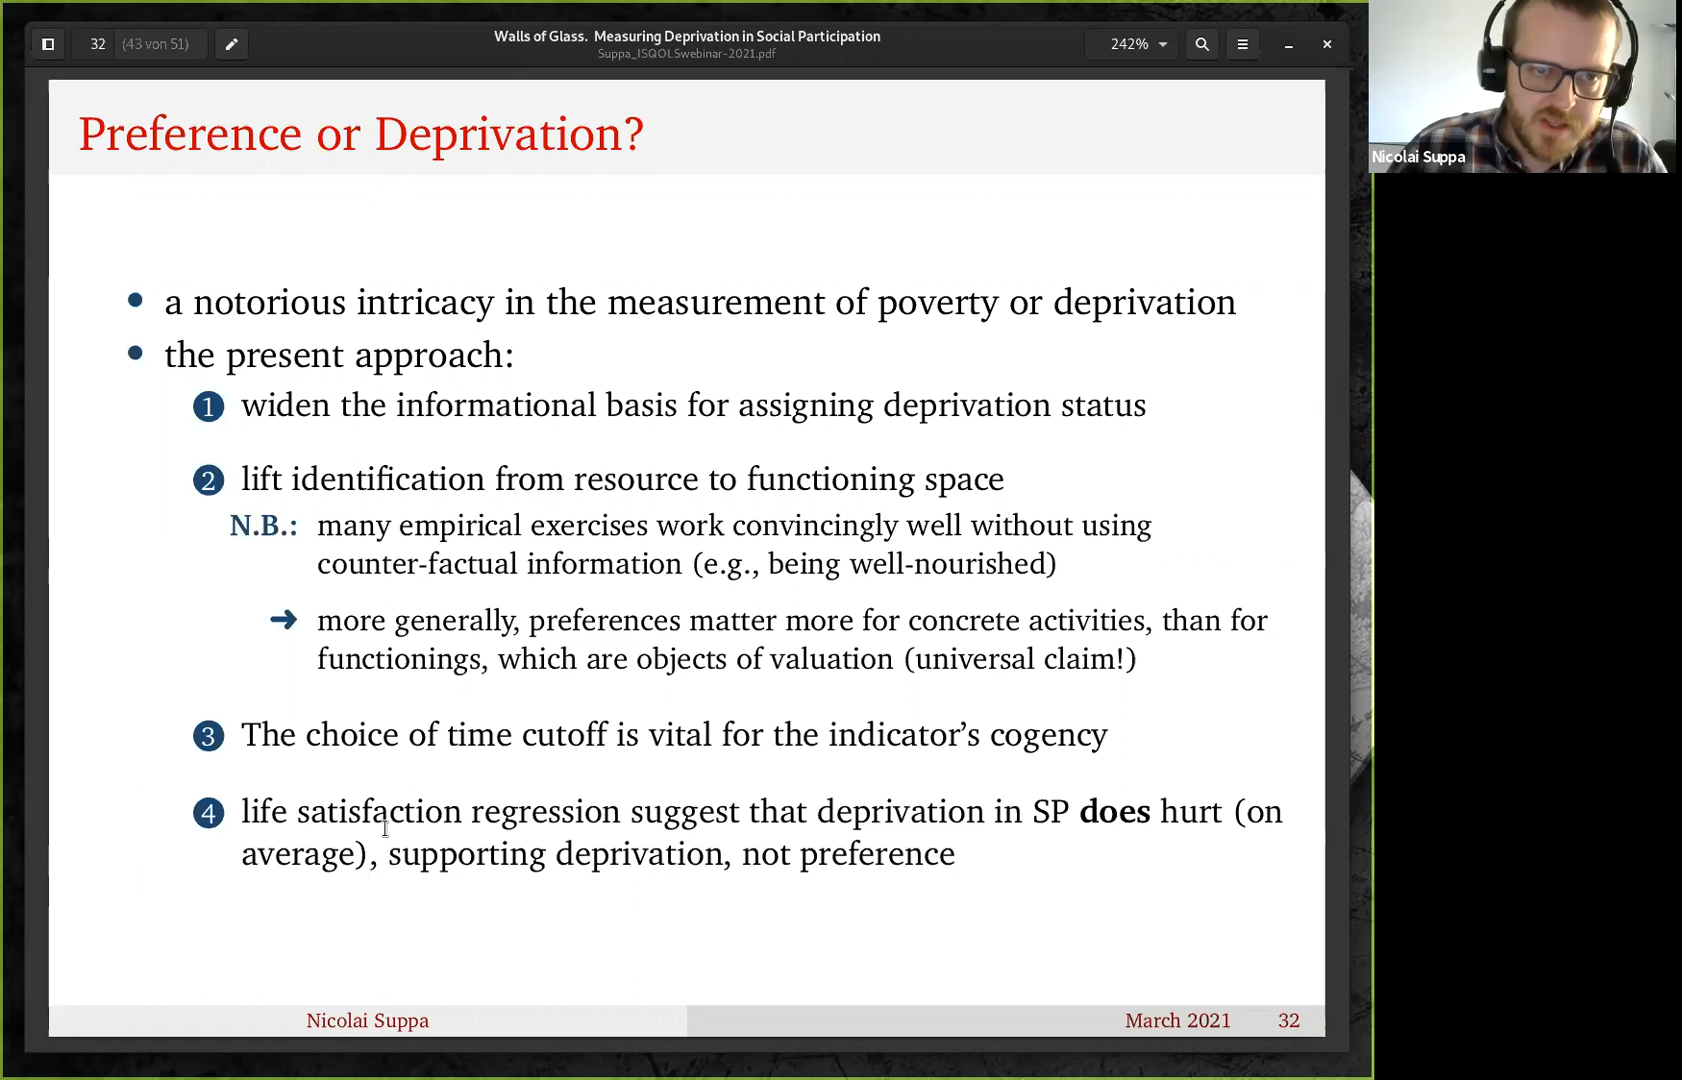 32 (43 von 51)
Walls of Glass. Measuring Deprivation in Social Participation
Suppa_ISQOLSwebinar-2021.pdf
242%
Nicolai Suppa
Preference or Deprivation?
• a notorious intricacy in the measurement of poverty or deprivation
• the present approach:
1 widen the informational basis for assigning deprivation status
2 lift identification from resource to functioning space
N.B.: many empirical exercises work convincingly well without using
counter-factual information (e.g., being well-nourished)
➜ more generally, preferences matter more for concrete activities, than for
functionings, which are objects of valuation (universal claim!)
3 The choice of time cutoff is vital for the indicator’s cogency
4 life satisfaction regression suggest that deprivation in SP does hurt (on
average), supporting deprivation, not preference
Nicolai Suppa March 2021 32